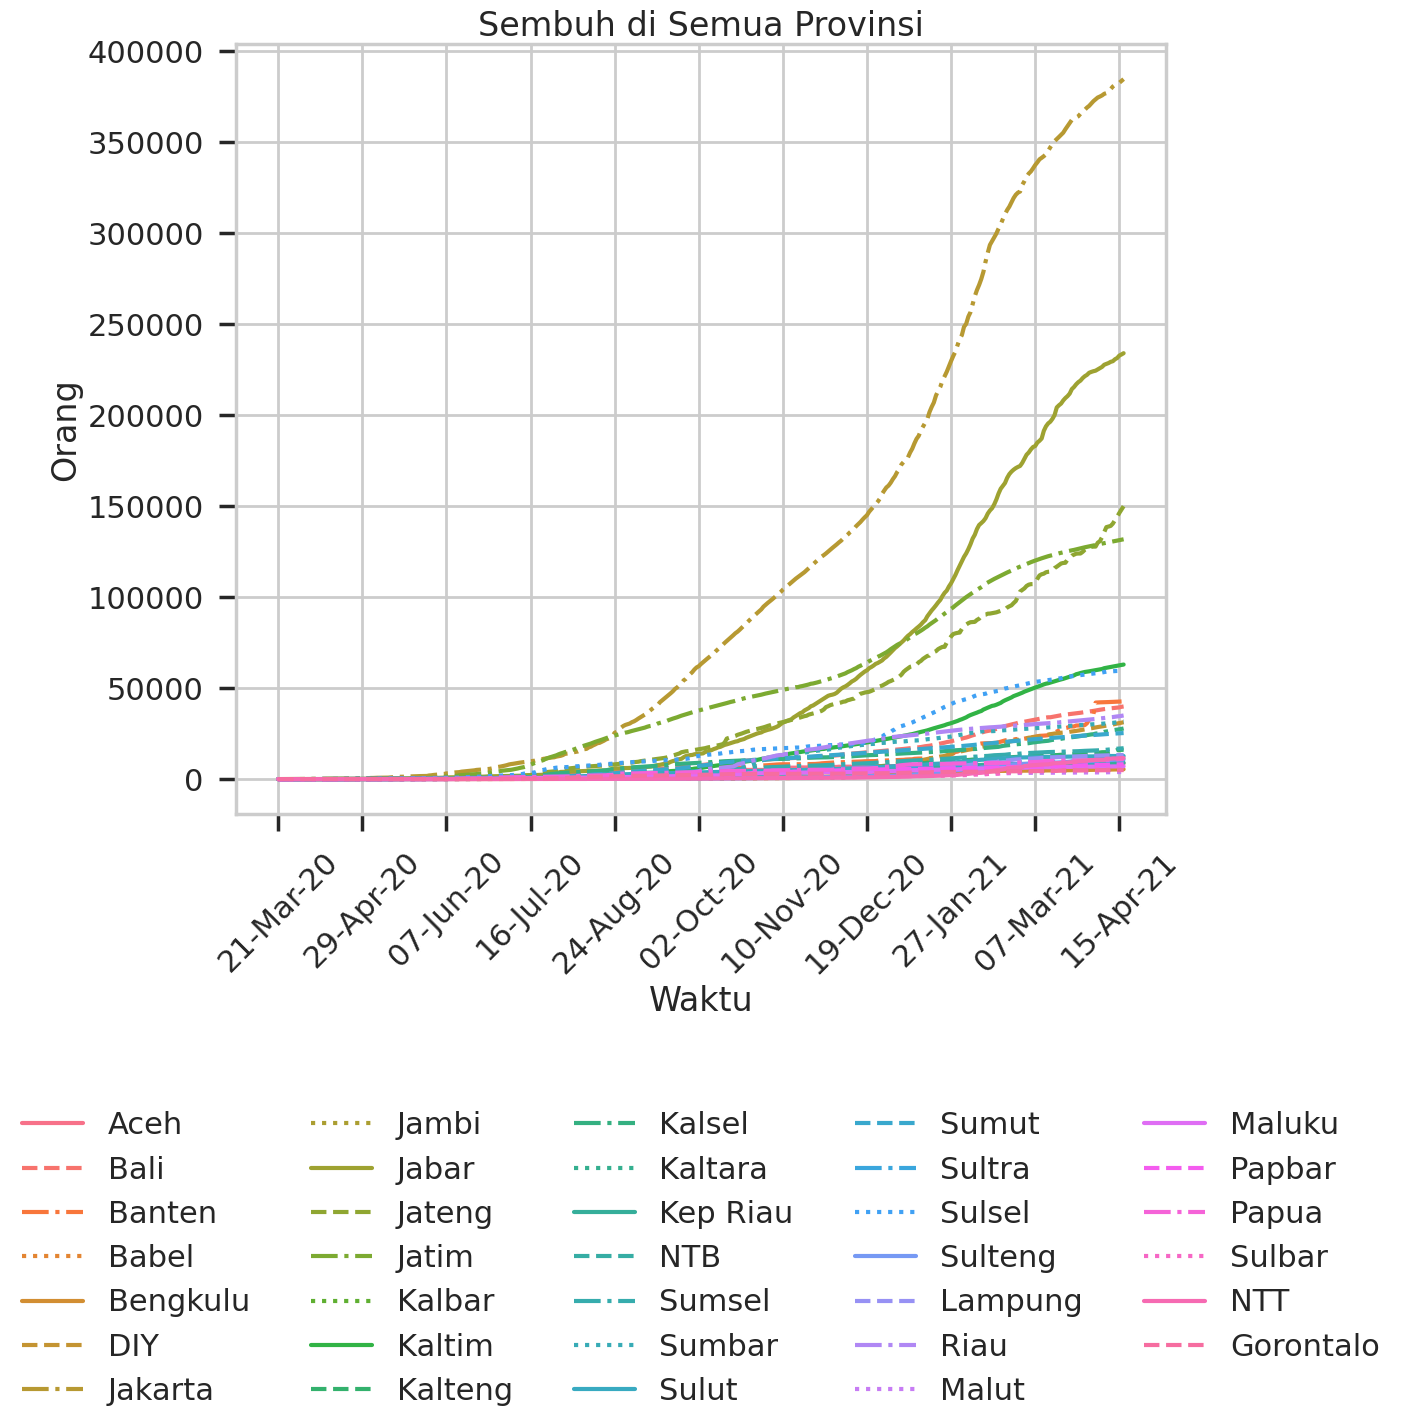 Sembuh di Semua Provinsi
400000
350000
300000
250000
200000
150000
100000
50000
0
Orang
21-Mar-20
29-Apr-20
07-Jun-20
16-Jul-20
24-Aug-20
02-Oct-20
10-Nov-20
19-Dec-20
27-Jan-21
07-Mar-21
15-Apr-21
Waktu
Aceh
Bali
Banten
Babel
Bengkulu
DIY
Jakarta
Jambi
Jabar
Jateng
Jatim
Kalbar
Kaltim
Kalteng
Kalsel
Kaltara
Kep Riau
NTB
Sumsel
Sumbar
Sulut
Sumut
Sultra
Sulsel
Sulteng
Lampung
Riau
Malut
Maluku
Papbar
Papua
Sulbar
NTT
Gorontalo